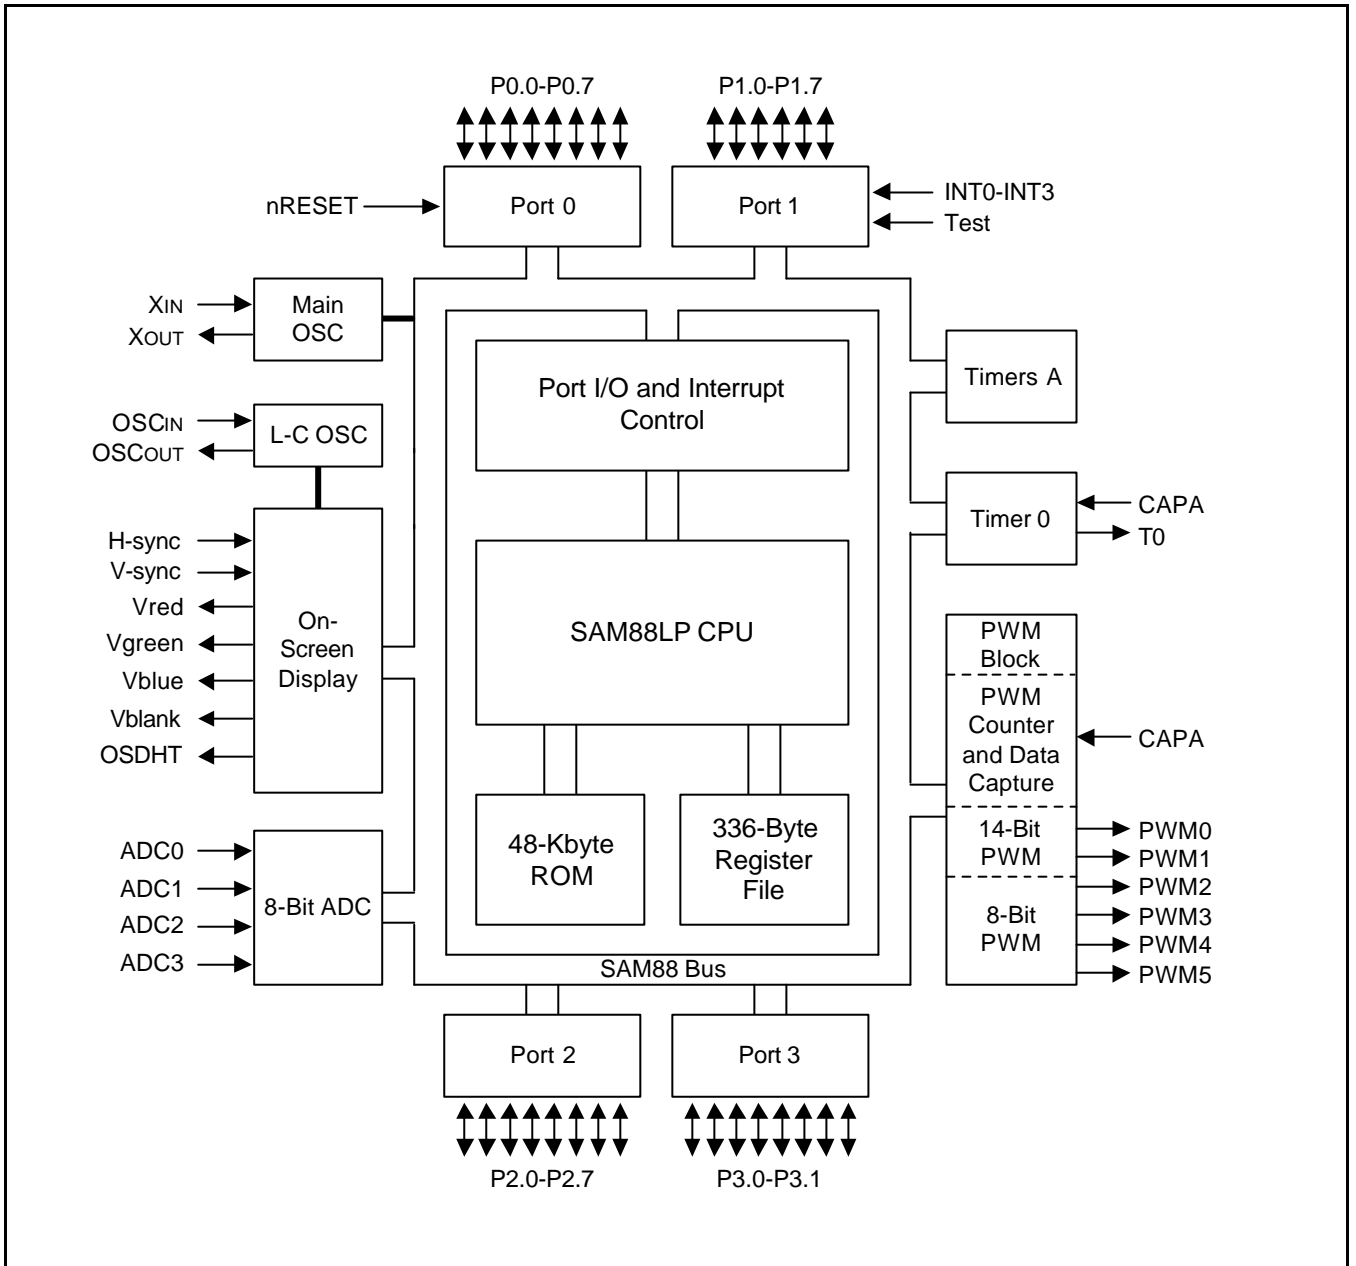 P0.0-P0.7
P1.0-P1.7
nRESET
Port 0
Port 1
INT0-INT3
Test
XIN
XOUT
Main
OSC
Timers A
Port I/O and Interrupt
Control
OSCIN
OSCOUT
L-C OSC
Timer 0
CAPA
T0
H-sync
V-sync
Vred
Vgreen
Vblue
Vblank
OSDHT
On-
Screen
Display
SAM88LP CPU
PWM
Block
PWM
Counter
and Data
Capture
CAPA
14-Bit
PWM
8-Bit
PWM
PWM0
PWM1
PWM2
PWM3
PWM4
PWM5
48-Kbyte
ROM
336-Byte
Register
File
ADC0
ADC1
ADC2
ADC3
8-Bit ADC
SAM88 Bus
Port 2
Port 3
P2.0-P2.7
P3.0-P3.1